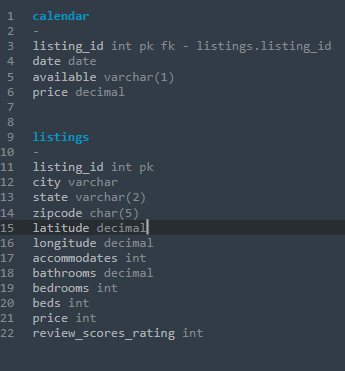 1 calendar
2 -
3 listing_id int pk fk - listings.listing_id
4 date date
5 available varchar(1)
6 price decimal
7
8
9 listings
10 -
11 listing_id int pk
12 city varchar
13 state varchar(2)
14 zipcode char(5)
15 latitude decimal
16 longitude decimal
17 accommodates int
18 bathrooms decimal
19 bedrooms int
20 beds int
21 price int
22 review_scores_rating int